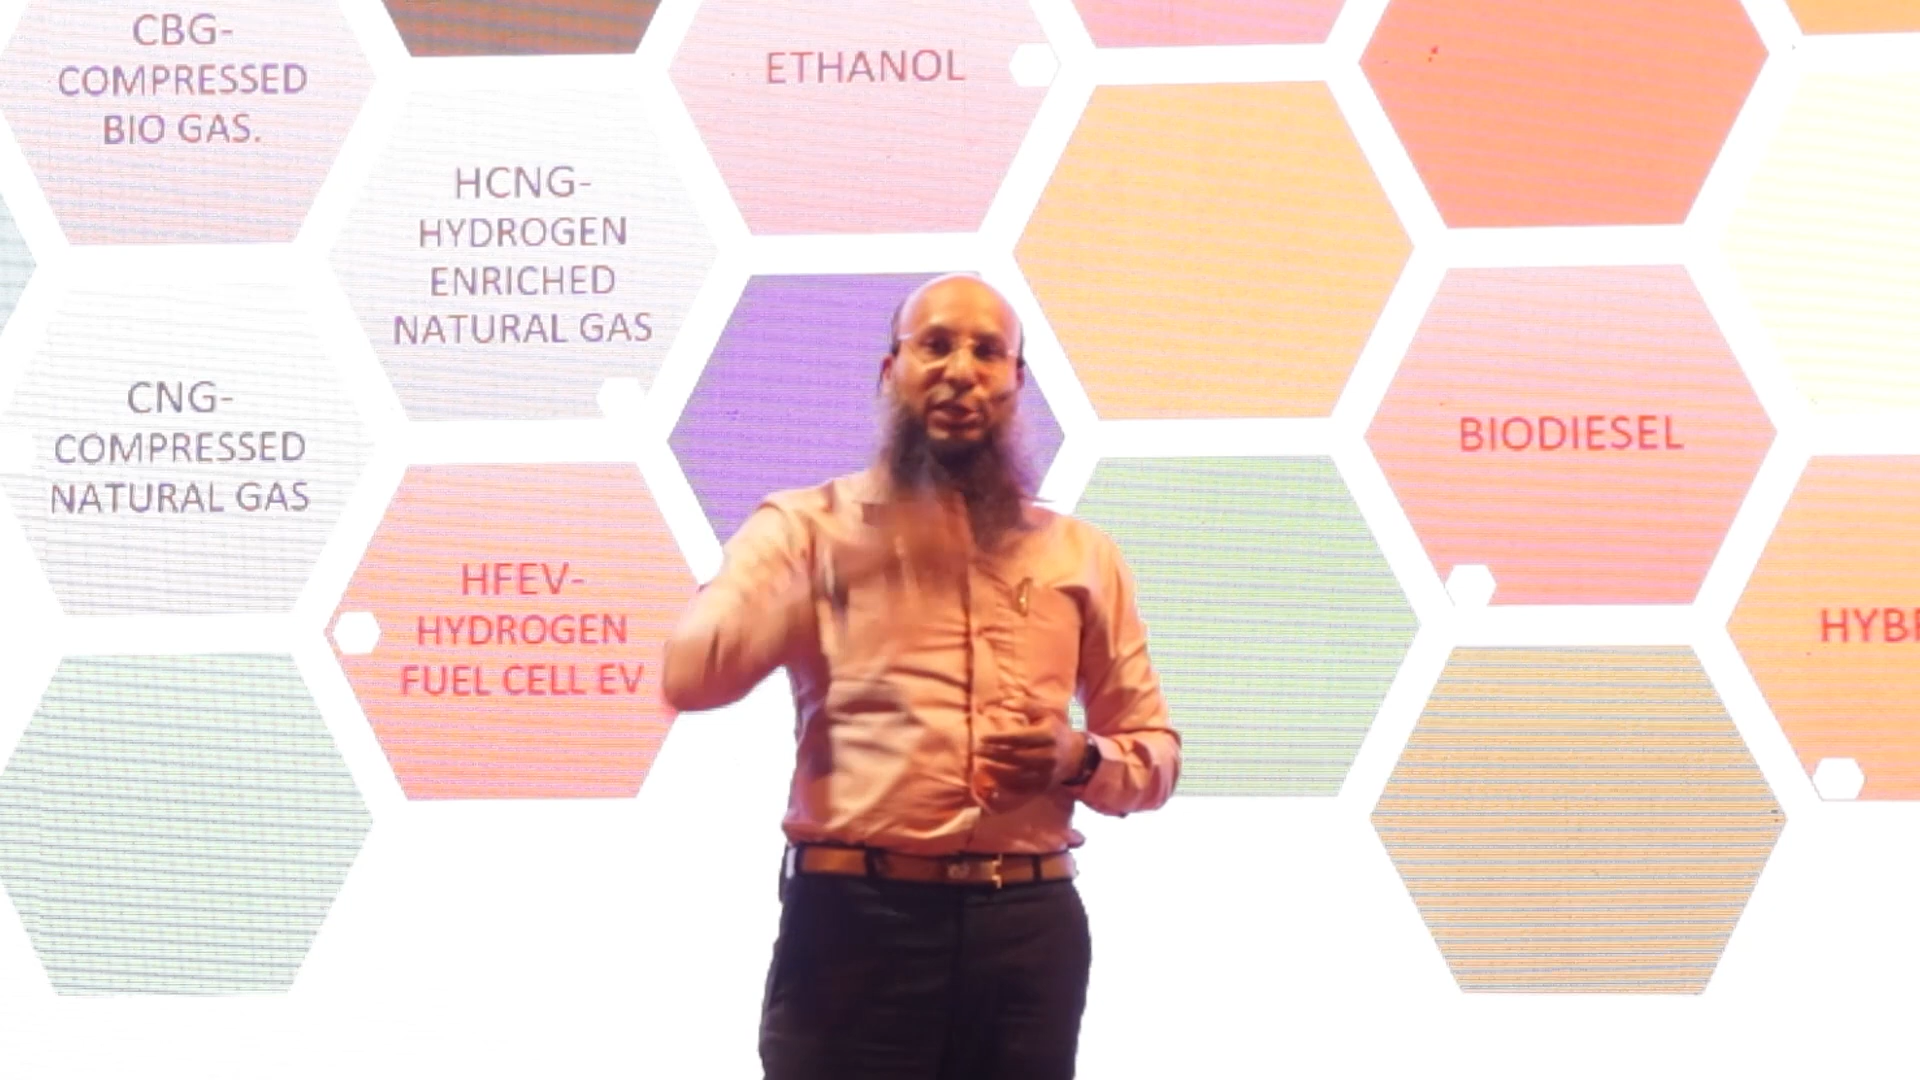 CBG-
COMPRESSED
BIO GAS.
ETHANOL
HCNG-
HYDROGEN
ENRICHED
NATURAL GAS
CNG-
COMPRESSED
NATURAL GAS
BIODIESEL
HFEV-
HYDROGEN
FUEL CELL EV